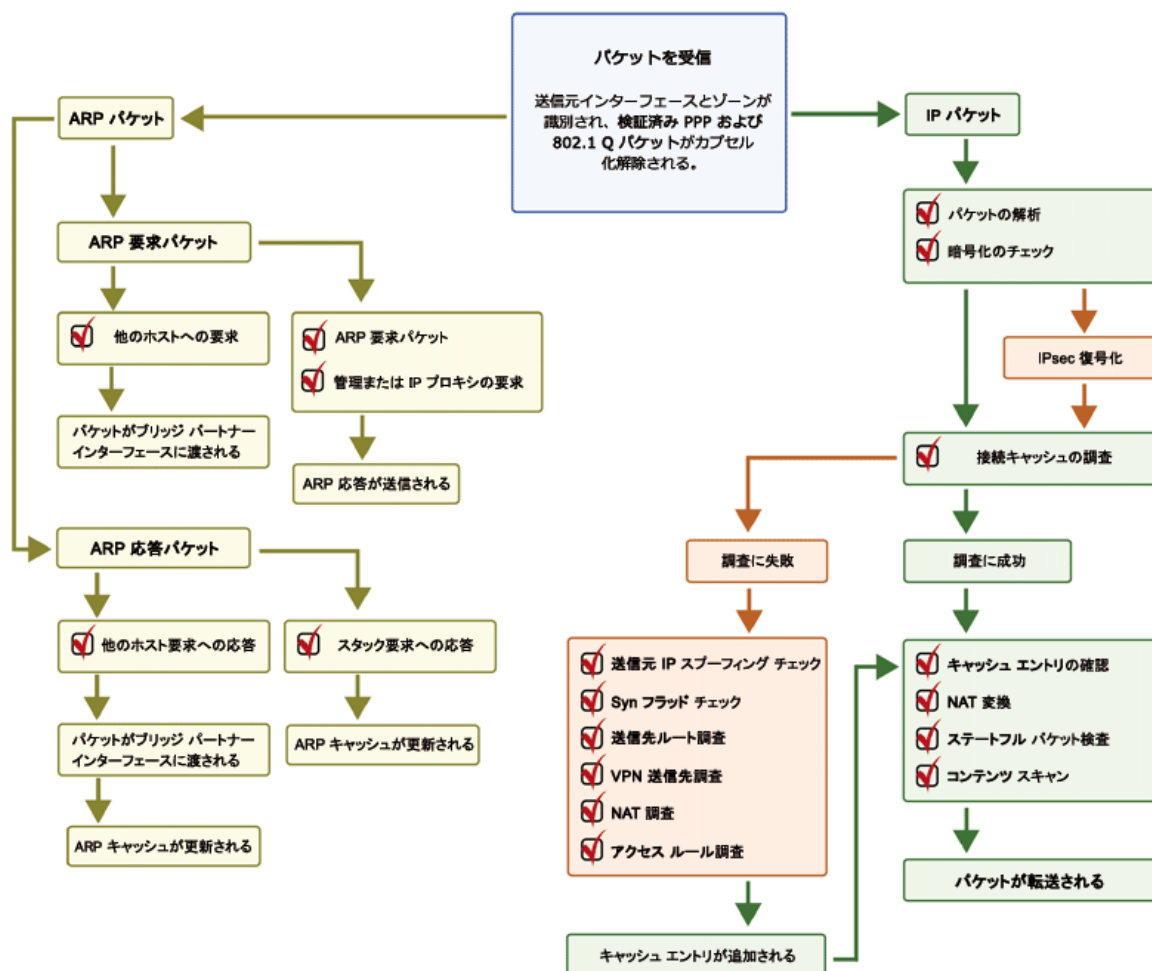 パケットを受信
送信元インターフェースとゾーンが
識別され、検証済み PPP および
802.1 Q パケットがカプセル
化解除される。
ARP パケット
IP パケット
ARP 要求パケット
他のホストへの要求
パケットがブリッジ パートナー
インターフェースに渡される
ARP 要求パケット
管理または IP プロキシの要求
ARP 応答が送信される
ARP 応答パケット
他のホスト要求への応答
パケットがブリッジ パートナー
インターフェースに渡される
ARP キャッシュが更新される
スタック要求への応答
ARP キャッシュが更新される
パケットの解析
暗号化のチェック
IPsec 復号化
接続キャッシュの調査
調査に失敗
調査に成功
送信元 IP スプーフィング チェック
Syn フラッド チェック
送信先ルート調査
VPN 送信先調査
NAT 調査
アクセス ルール調査
キャッシュ エントリが追加される
キャッシュ エントリの確認
NAT 変換
ステートフル パケット検査
コンテンツ スキャン
パケットが転送される